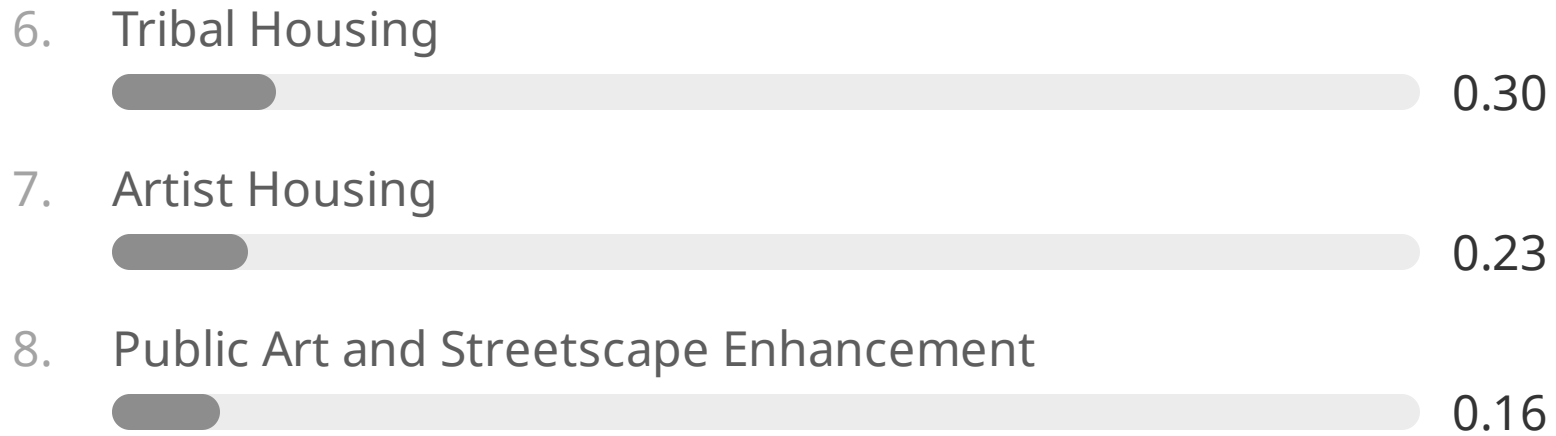 6. Tribal Housing
0.30
7. Artist Housing
0.23
8. Public Art and Streetscape Enhancement
0.16